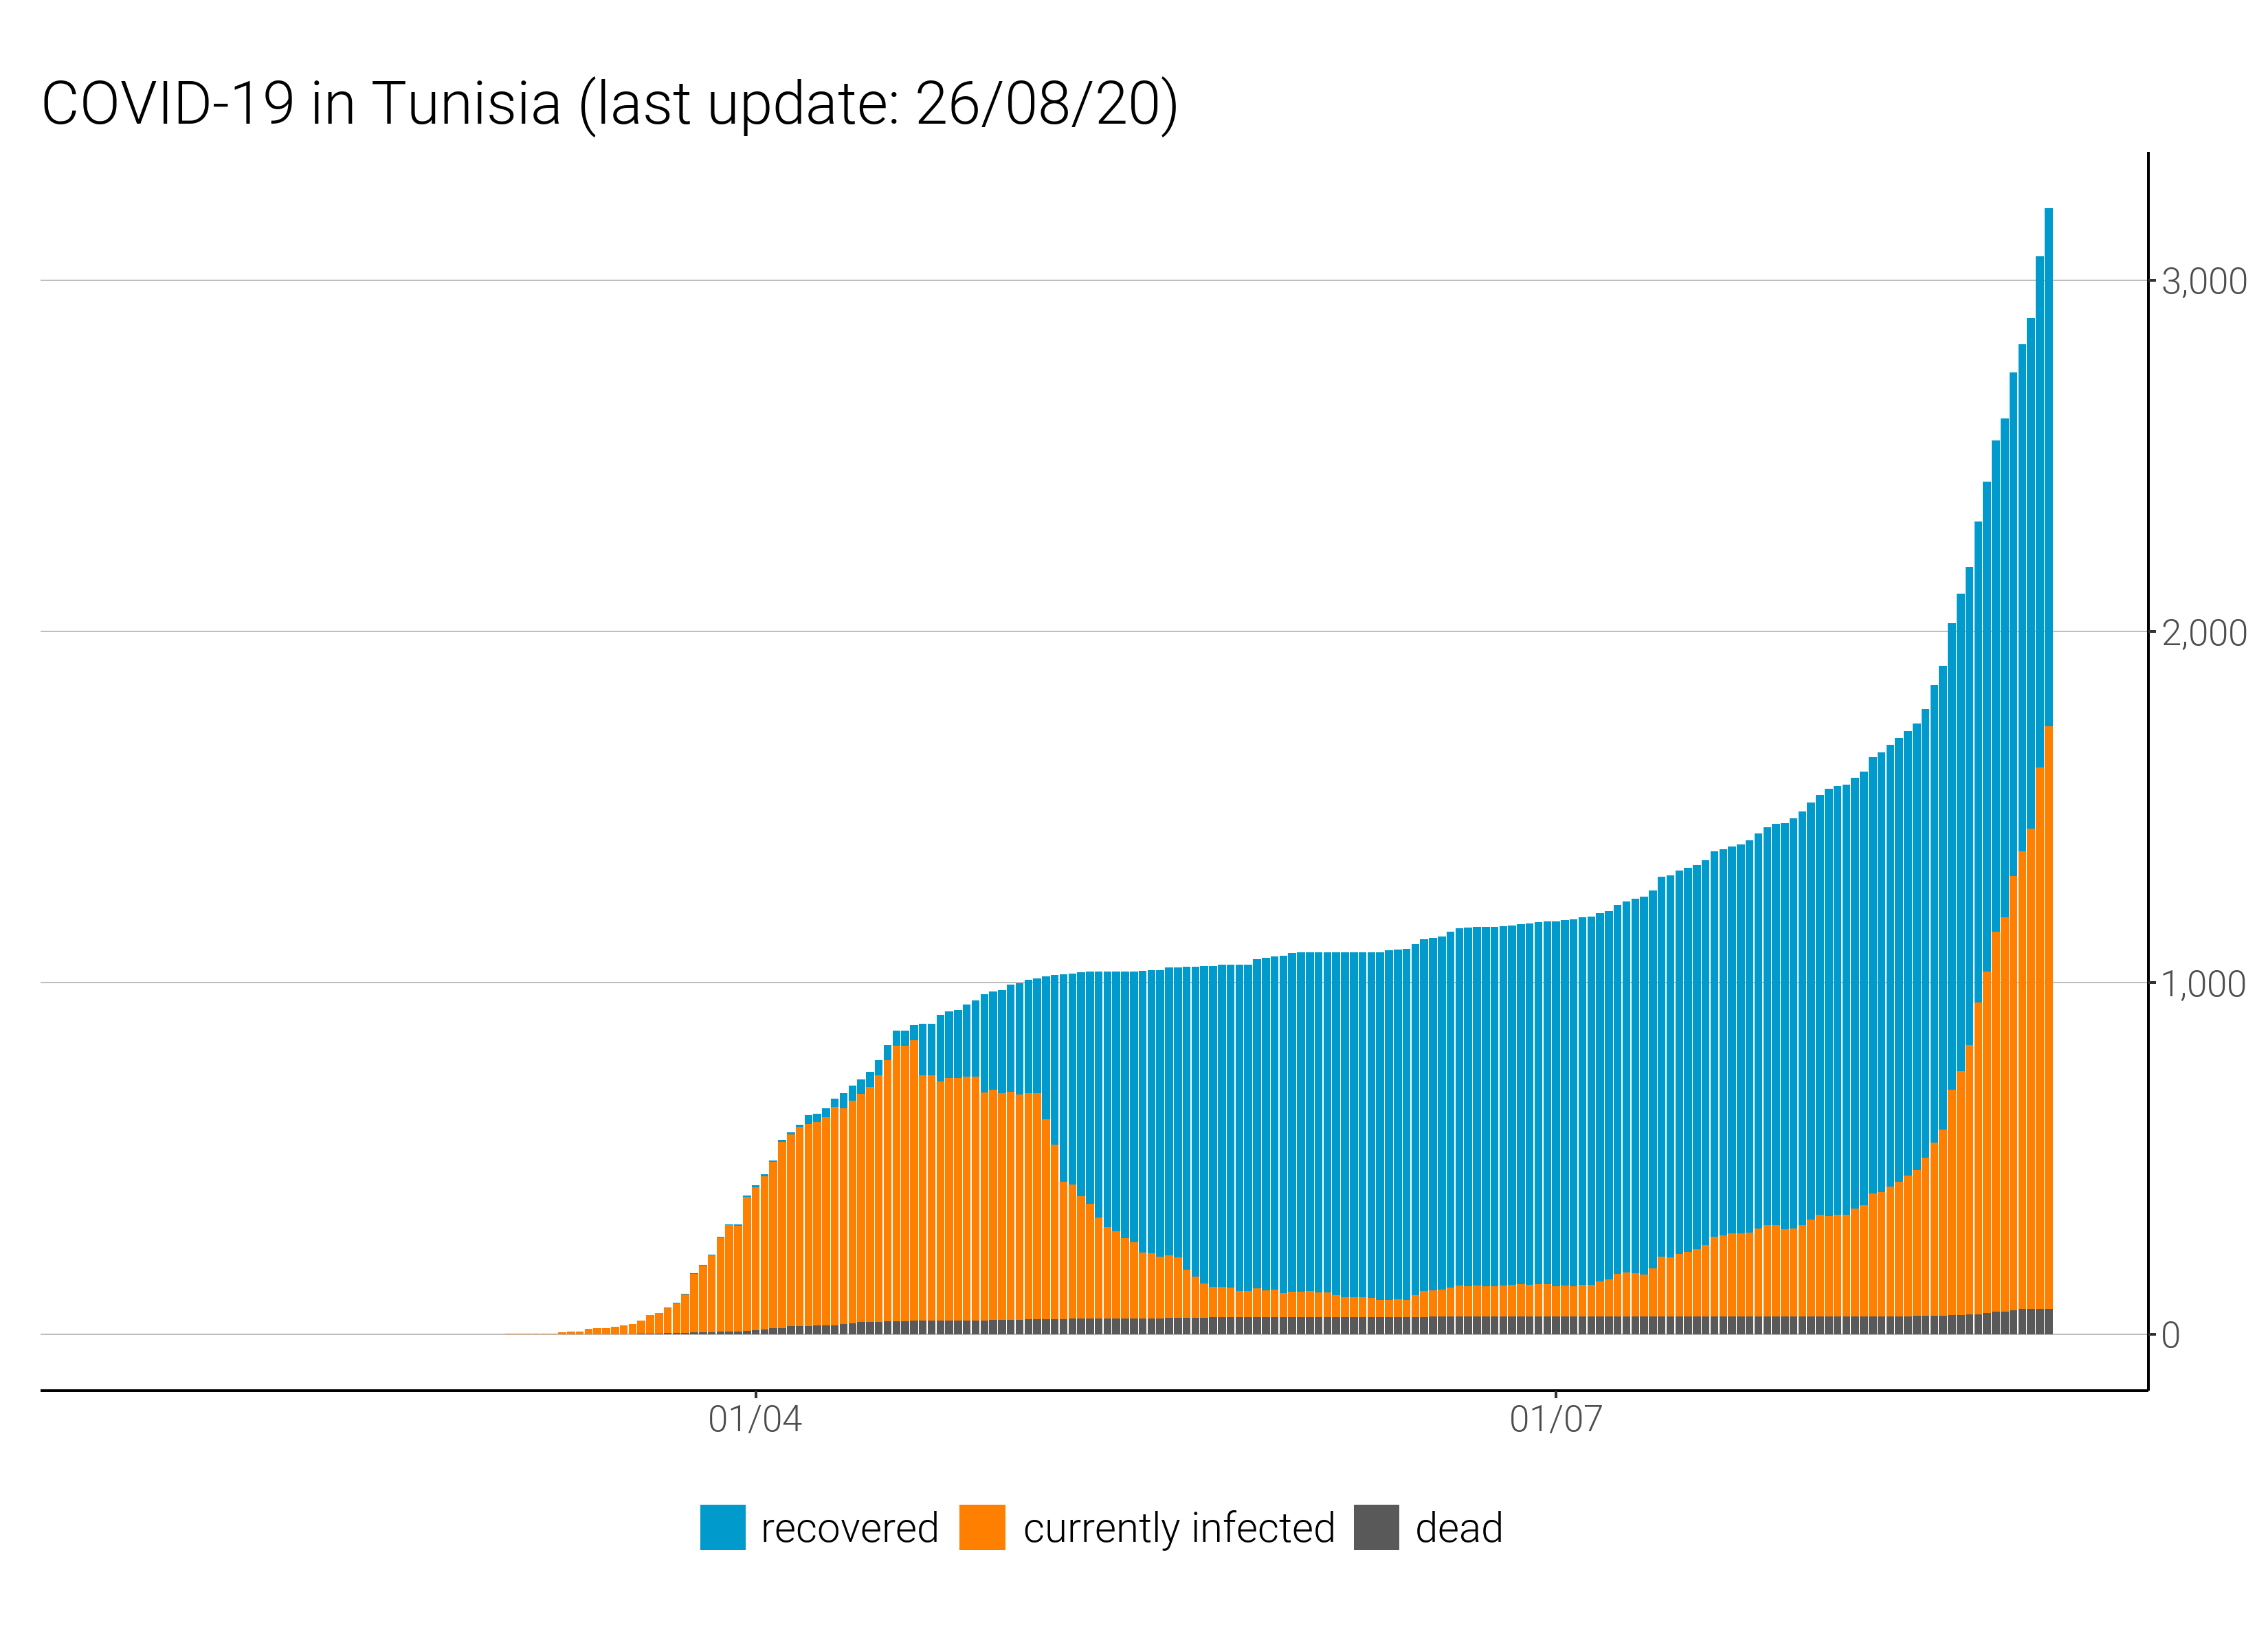 COVID-19 in Tunisia (last update: 26/08/20)
3,000
2,000
1,000
0
01/04 01/07
recovered currently infected dead